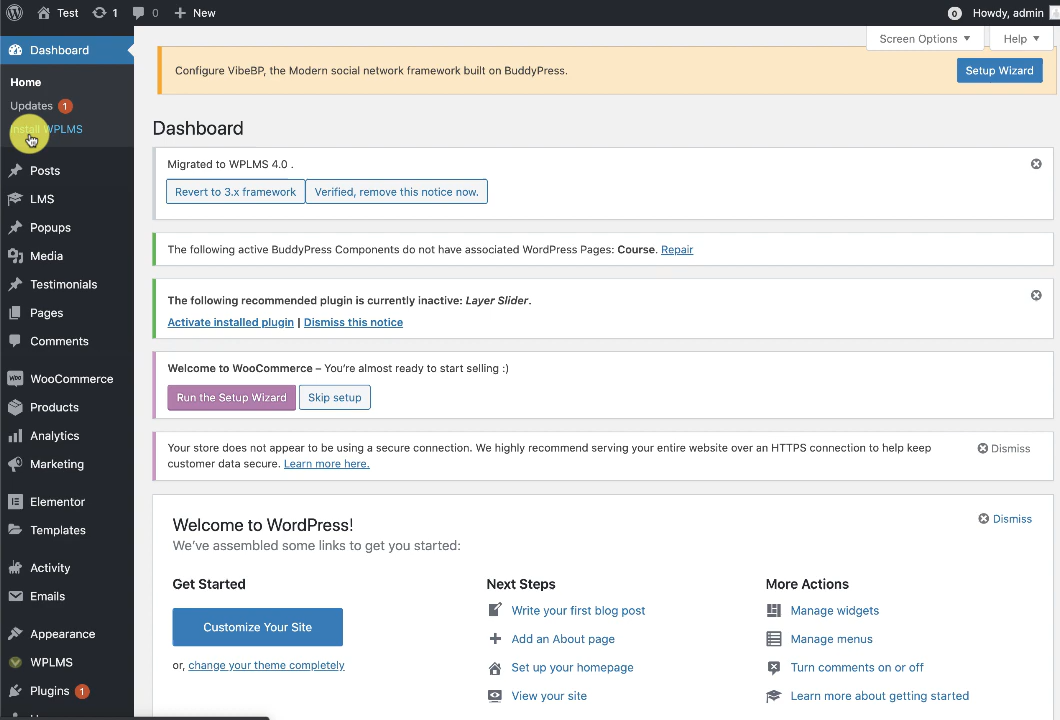 Test 1 0 New
0 Howdy, admin
Screen Options Help
Dashboard
Home
Updates 1
Install WPLMS
Posts
LMS
Popups
Media
Testimonials
Pages
Comments
WooCommerce
Products
Analytics
Marketing
Elementor
Templates
Activity
Emails
Appearance
WPLMS
Plugins 1
Configure VibeBP, the Modern social network framework built on BuddyPress.
Setup Wizard
Dashboard
Migrated to WPLMS 4.0 .
Revert to 3.x framework Verified, remove this notice now.
The following active BuddyPress Components do not have associated WordPress Pages: Course. Repair
The following recommended plugin is currently inactive: Layer Slider.
Activate installed plugin | Dismiss this notice
Welcome to WooCommerce – You're almost ready to start selling :)
Run the Setup Wizard Skip setup
Your store does not appear to be using a secure connection. We highly recommend serving your entire website over an HTTPS connection to help keep
customer data secure. Learn more here.
Dismiss
Welcome to WordPress!
Dismiss
We've assembled some links to get you started:
Get Started
Customize Your Site
or, change your theme completely
Next Steps
Write your first blog post
Add an About page
Set up your homepage
View your site
More Actions
Manage widgets
Manage menus
Turn comments on or off
Learn more about getting started